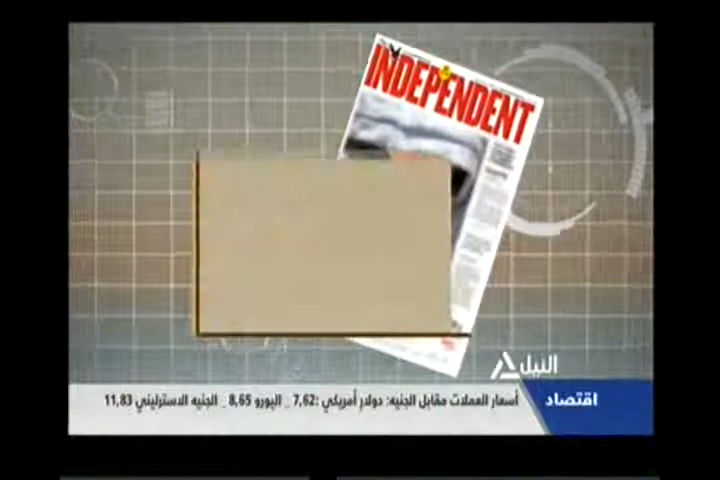 INDEPENDENT
النيل
اقتصاد
أسعار العملات مقابل الجنيه: دولار أمريكي :7,62 _ اليورو 8,65 _ الجنيه الاسترليني 11,83